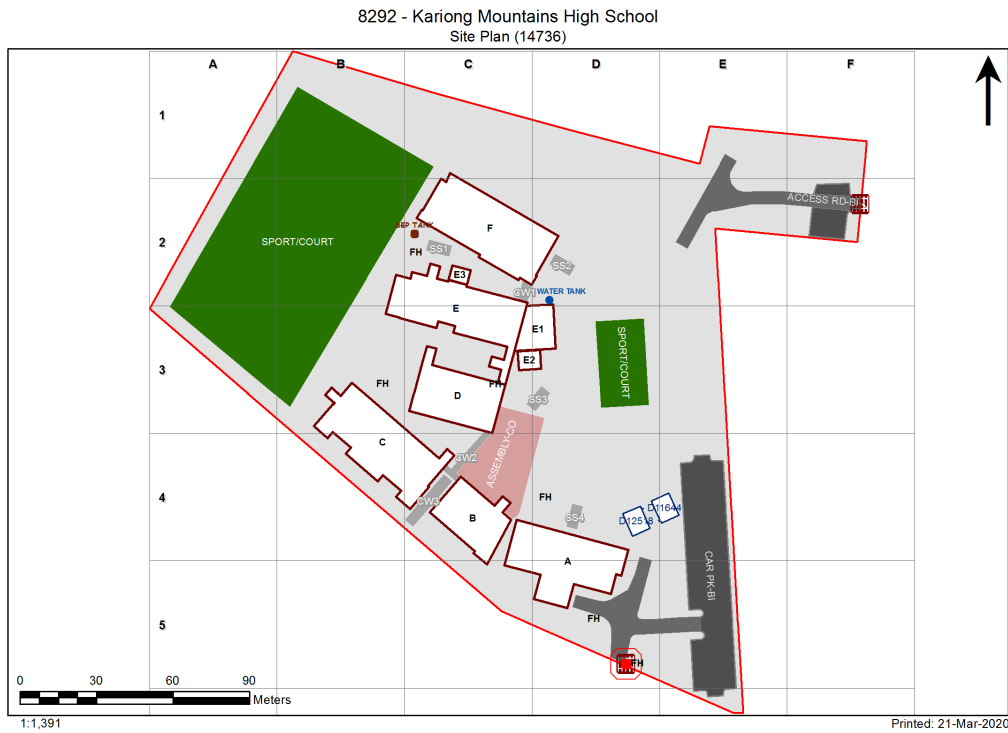 8292 - Kariong Mountains High School
Site Plan (14736)
A B C D E F
1
ACCESS RD-BI
SEP TANK
F
2
SPORT/COURT
SS1
FH
SS2
E3
CW1
WATER TANK
E
E1
SPORT/COURT
E2
3
FH
FH
D
SS3
C
ASSEMBLY-CO
CW2
4
FH
CW3
D11644
B
SS4
D12518
A
CAR PK-BI
5
FH
FH
0 30 60 90
Meters
1:1,391
Printed: 21-Mar-2020